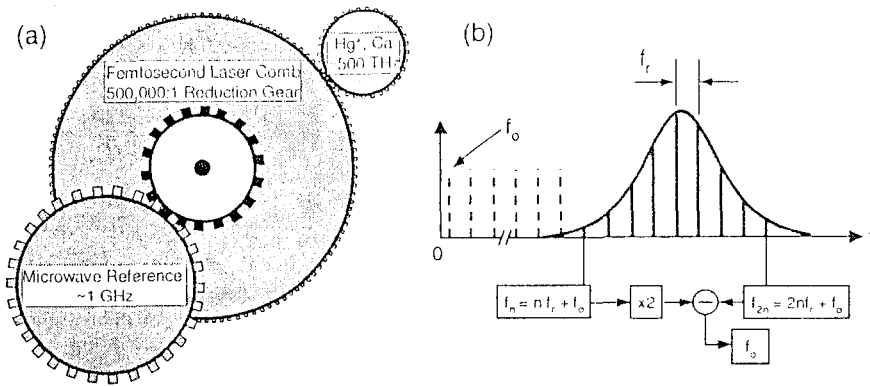 (a)
Hg⁺, Ca
500 THz
Femtosecond Laser Comb
500,000:1 Reduction Gear
Microwave Reference
~1 GHz
(b)
f_r
f_o
0
f_n = n f_r + f_o
x2
−
f_2n = 2nf_r + f_o
f_o